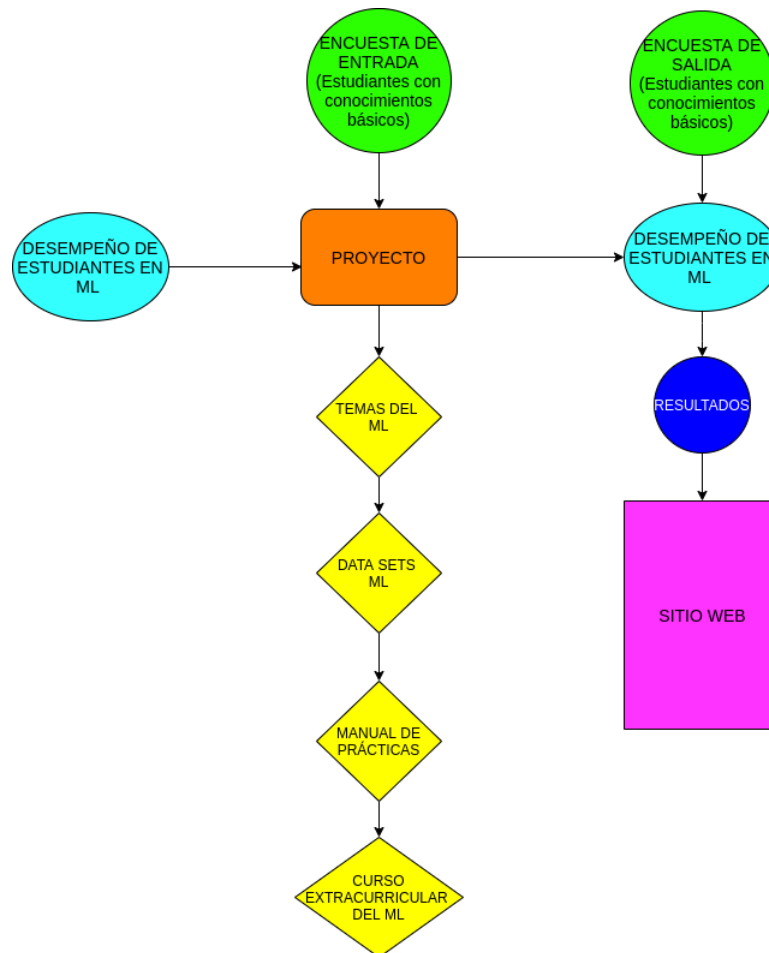 ENCUESTA DE
ENTRADA
(Estudiantes con
conocimientos
básicos)
ENCUESTA DE
SALIDA
(Estudiantes con
conocimientos
básicos)
DESEMPEÑO DE
ESTUDIANTES EN
ML
PROYECTO
DESEMPEÑO DE
ESTUDIANTES EN
ML
TEMAS DEL
ML
RESULTADOS
DATA SETS
ML
SITIO WEB
MANUAL DE
PRÁCTICAS
CURSO
EXTRACURRICULAR
DEL ML